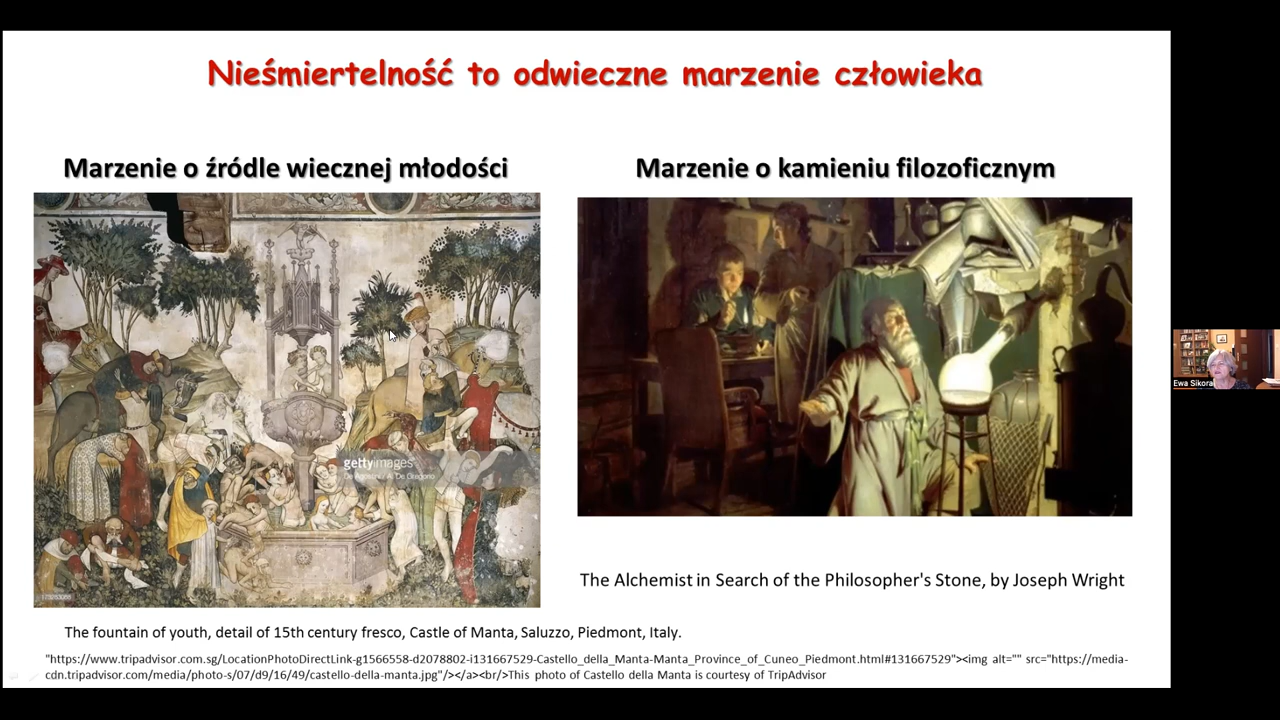 Nieśmiertelność to odwieczne marzenie człowieka
Marzenie o źródle wiecznej młodości
Marzenie o kamieniu filozoficznym
gettyimages
De Agostini / A. De Gregorio
The Alchemist in Search of the Philosopher's Stone, by Joseph Wright
The fountain of youth, detail of 15th century fresco, Castle of Manta, Saluzzo, Piedmont, Italy.
"https://www.tripadvisor.com.sg/LocationPhotoDirectLink-g1566558-d2078802-i131667529-Castello_della_Manta-Manta_Province_of_Cuneo_Piedmont.html#131667529"><img alt="" src="https://media-
cdn.tripadvisor.com/media/photo-s/07/d9/16/49/castello-della-manta.jpg"/></a><br/>This photo of Castello della Manta is courtesy of TripAdvisor
Ewa Sikora